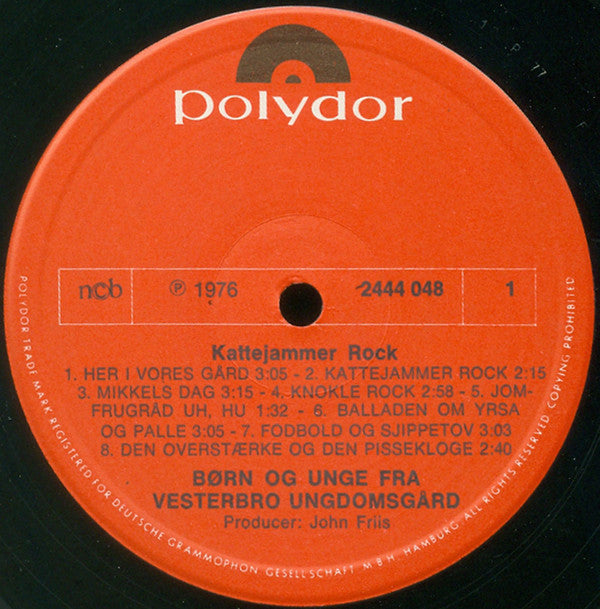 1 P 77
polydor
ncb ℗ 1976 2444 048 1
Kattejammer Rock
1. HER I VORES GÅRD 3:05 - 2. KATTEJAMMER ROCK 2:15
3. MIKKELS DAG 3:15 - 4. KNOKLE ROCK 2:58 - 5. JOM-
FRUGRÅD UH, HU 1:32 - 6. BALLADEN OM YRSA
OG PALLE 3:05 - 7. FODBOLD OG SJIPPETOV 3.03
8. DEN OVERSTÆRKE OG DEN PISSEKLOGE 2:40
BØRN OG UNGE FRA
VESTERBRO UNGDOMSGÅRD
Producer: John Friis
POLYDOR TRADE MARK REGISTERED FOR DEUTSCHE GRAMMOPHON GESELLSCHAFT M B H. HAMBURG ALL RIGHTS RESERVED. COPYING PROHIBITED